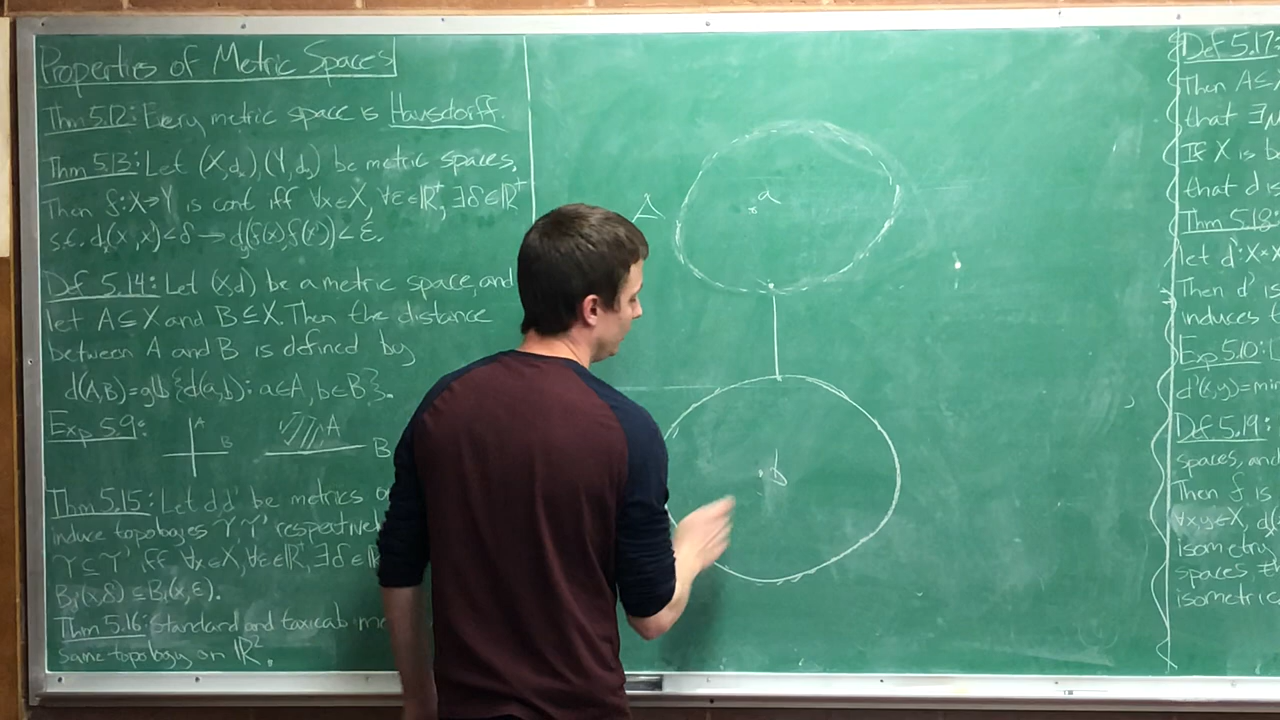 Properties of Metric Spaces
Thm 5.12: Every metric space is Hausdorff.
Thm 5.13: Let (X,dₓ),(Y,dᵧ) be metric spaces.
Then f:X→Y is cont iff ∀x∈X, ∀ε∈ℝ⁺, ∃δ∈ℝ⁺
s.t. dₓ(x,x')<δ → dᵧ(f(x),f(x'))<ε.
Def 5.14: Let (X,d) be a metric space, and
let A⊆X and B⊆X. Then the distance
between A and B is defined by
d(A,B)=glb{d(a,b): a∈A, b∈B}.
Exp 5.9:
A
B
A
B
Thm 5.15: Let d,d' be metrics
induce topologies Υ,Υ' respectivel
Υ⊆Υ' iff ∀x∈X, ∀ε∈ℝ⁺, ∃δ∈
(x,δ)⊆B (x,ε).
Thm 5.16: Standard and taxicab
same topology on ℝ².
A
a
b
Def 5.17:
Then A⊆
that ∃
If X is b
that d is
Thm 5.18:
let d':X×X
Then d' is
induces t
Exp 5.10:
d'(x,y)=min
Def 5.19:
spaces, and
Then f is
∀x,y∈X, d(
isometry
spaces,
isometric